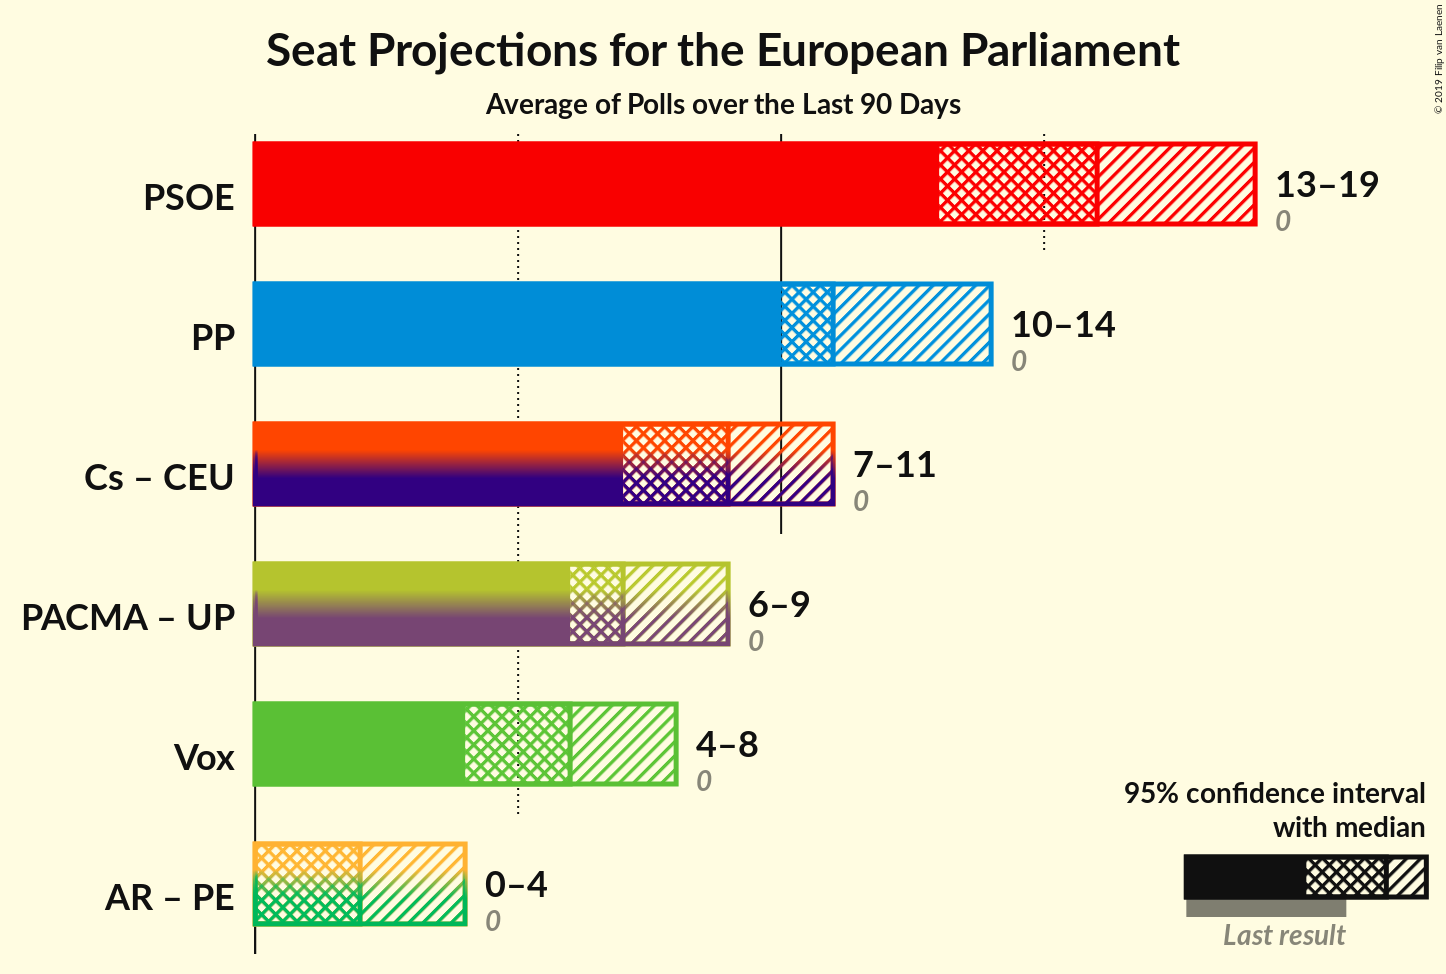 Seat Projections for the European Parliament
Average of Polls over the Last 90 Days
© 2019 Filip van Laenen
PSOE
13–19
0
PP
10–14
0
Cs – CEU
7–11
0
PACMA – UP
6–9
0
Vox
4–8
0
AR – PE
0–4
0
95% confidence interval
with median
Last result